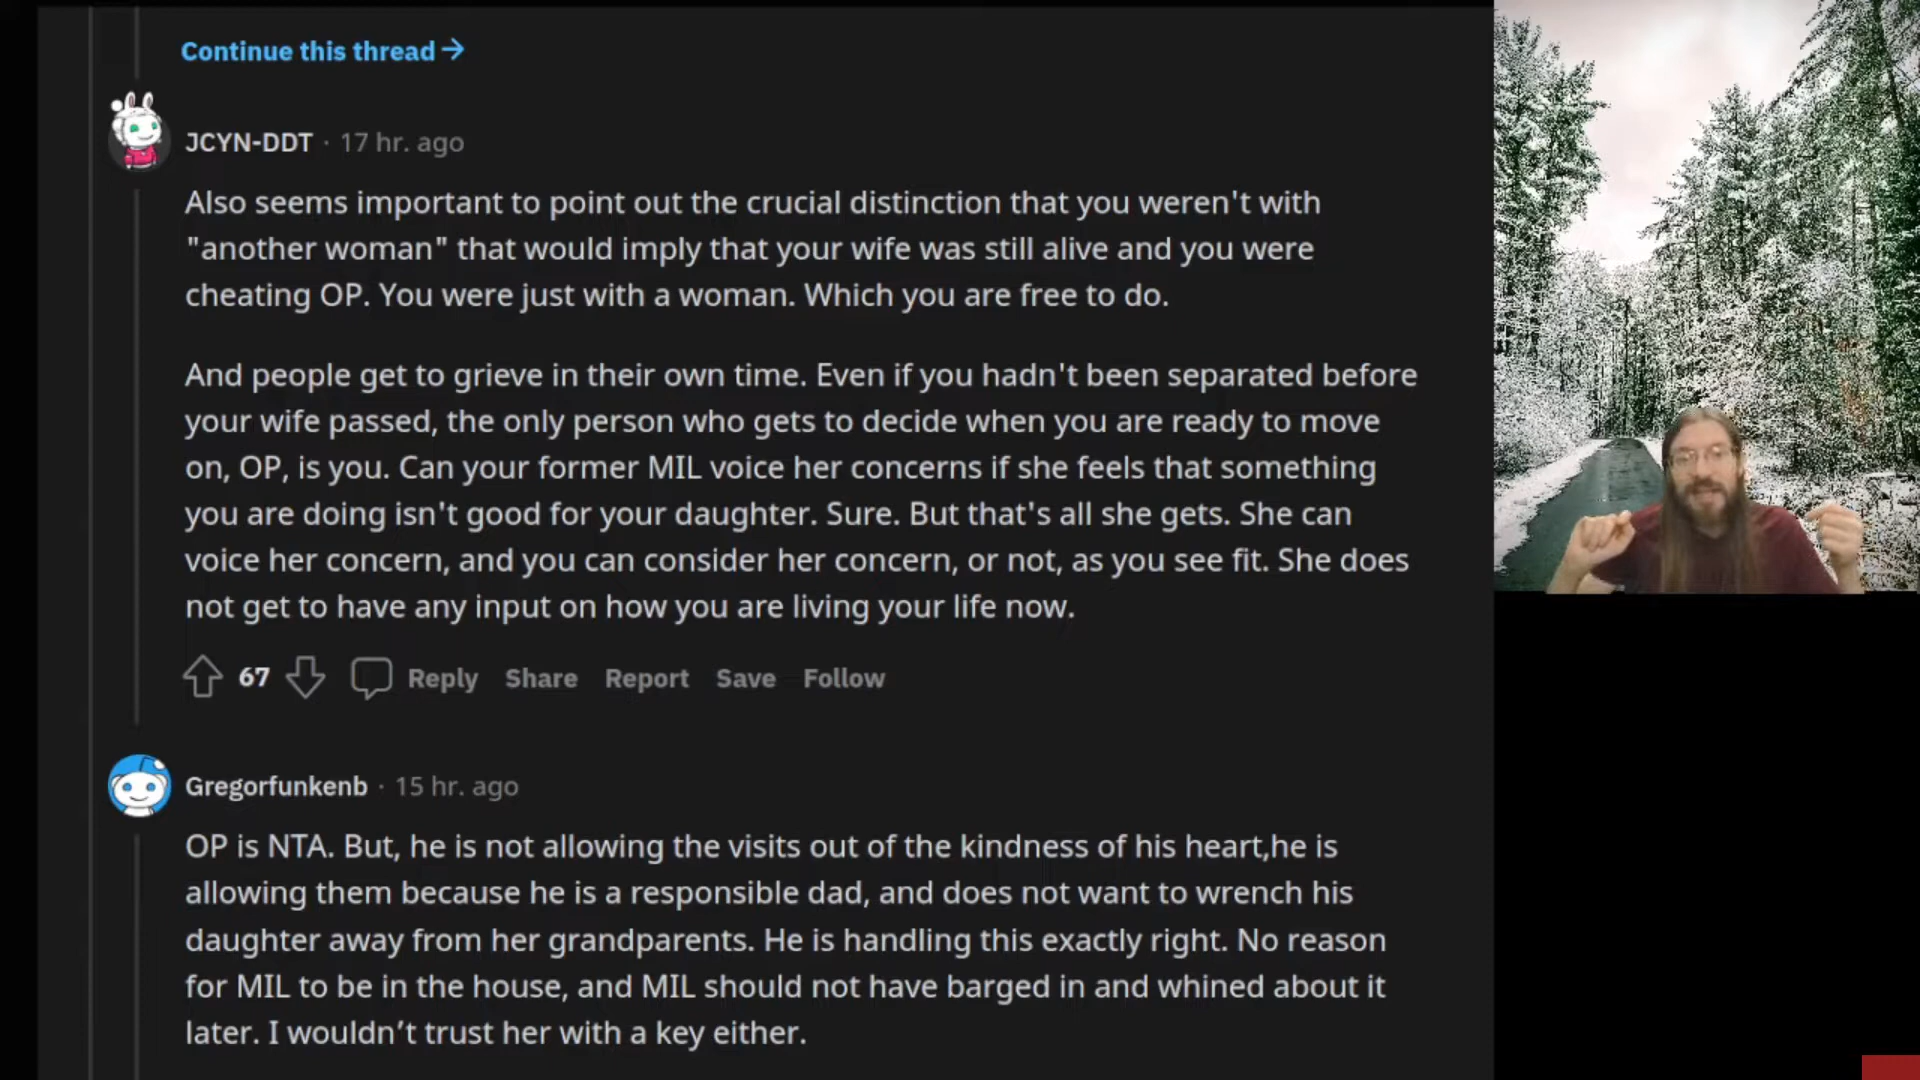 Continue this thread →
JCYN-DDT · 17 hr. ago
Also seems important to point out the crucial distinction that you weren't with
"another woman" that would imply that your wife was still alive and you were
cheating OP. You were just with a woman. Which you are free to do.
And people get to grieve in their own time. Even if you hadn't been separated before
your wife passed, the only person who gets to decide when you are ready to move
on, OP, is you. Can your former MIL voice her concerns if she feels that something
you are doing isn't good for your daughter. Sure. But that's all she gets. She can
voice her concern, and you can consider her concern, or not, as you see fit. She does
not get to have any input on how you are living your life now.
67 Reply Share Report Save Follow
Gregorfunkenb · 15 hr. ago
OP is NTA. But, he is not allowing the visits out of the kindness of his heart,he is
allowing them because he is a responsible dad, and does not want to wrench his
daughter away from her grandparents. He is handling this exactly right. No reason
for MIL to be in the house, and MIL should not have barged in and whined about it
later. I wouldn’t trust her with a key either.